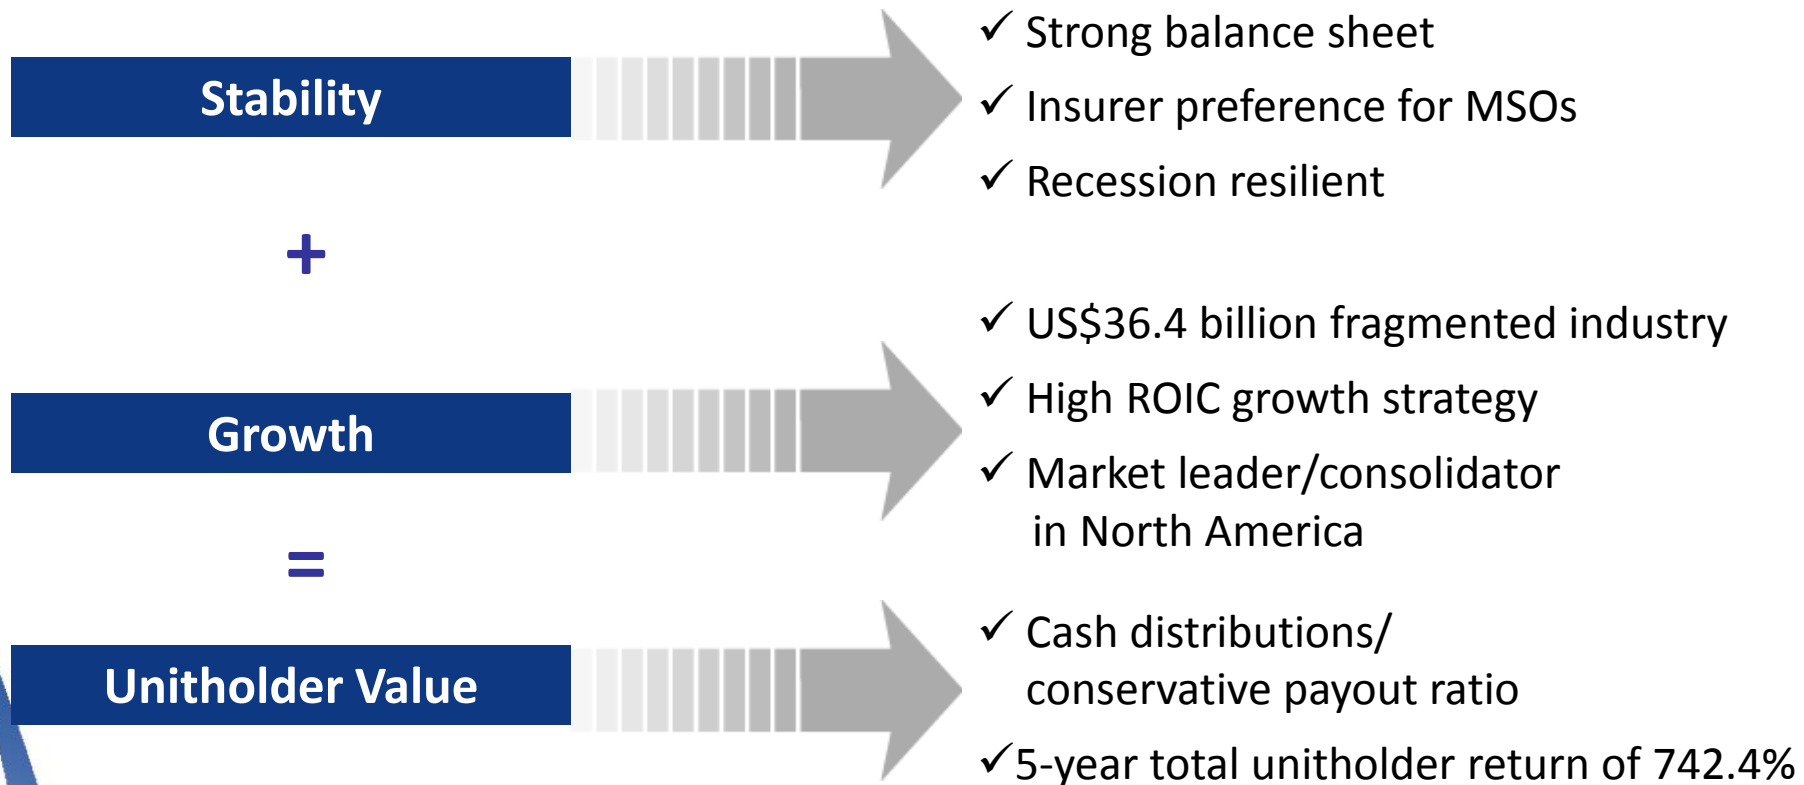 Stability
✓ Strong balance sheet
✓ Insurer preference for MSOs
✓ Recession resilient
+
Growth
✓ US$36.4 billion fragmented industry
✓ High ROIC growth strategy
✓ Market leader/consolidator
in North America
=
Unitholder Value
✓ Cash distributions/
conservative payout ratio
✓5-year total unitholder return of 742.4%